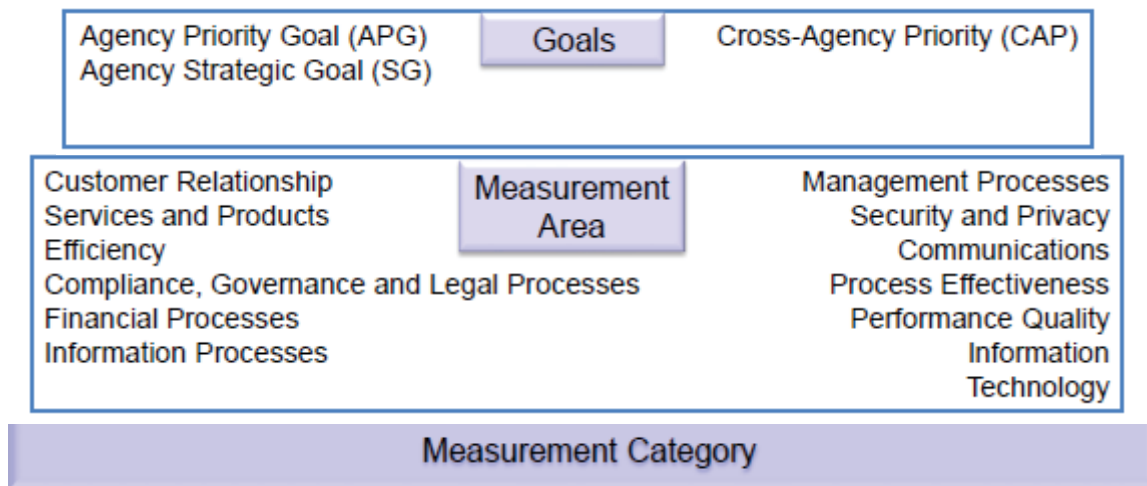 Agency Priority Goal (APG)
Agency Strategic Goal (SG)
Goals
Cross-Agency Priority (CAP)
Customer Relationship
Services and Products
Efficiency
Compliance, Governance and Legal Processes
Financial Processes
Information Processes
Measurement
Area
Management Processes
Security and Privacy
Communications
Process Effectiveness
Performance Quality
Information
Technology
Measurement Category